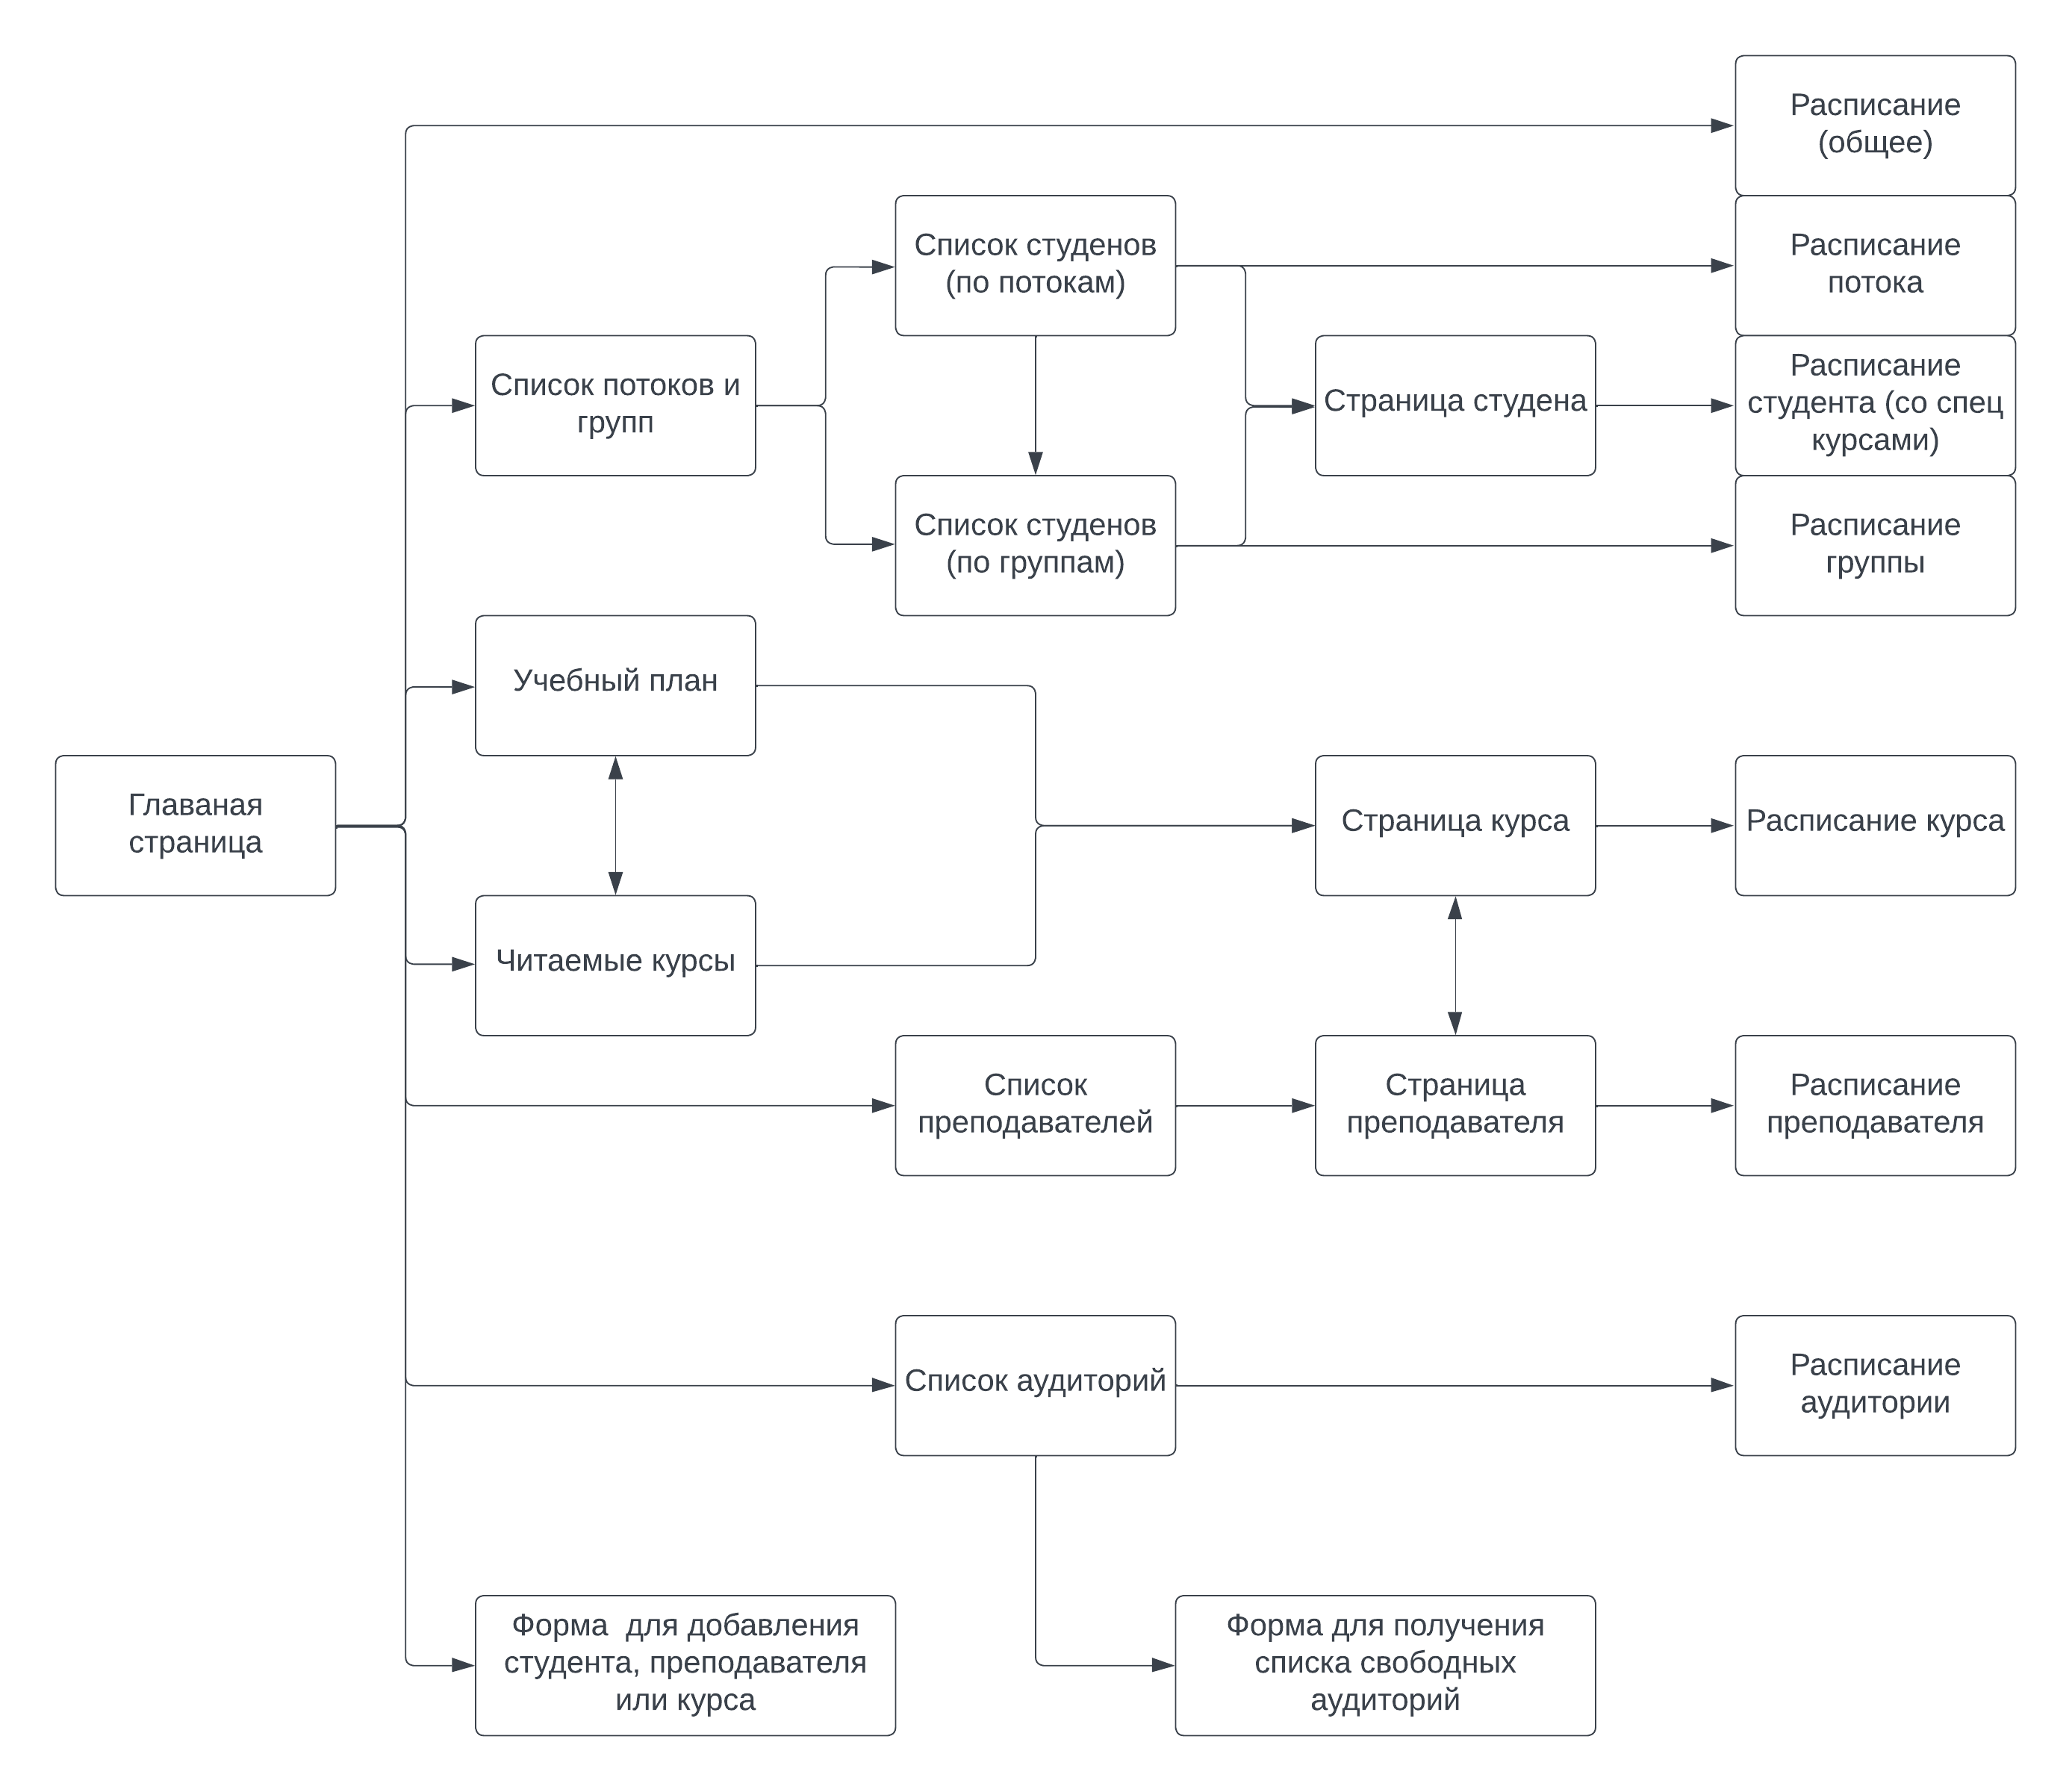 Расписание
(общее)
Список студенов
(по потокам)
Расписание
потока
Список потоков и
групп
Страница студена
Расписание
студента (со спец
курсами)
Список студенов
(по группам)
Расписание
группы
Учебный план
Главаная
страница
Страница курса
Расписание курса
Читаемые курсы
Список
преподавателей
Страница
преподавателя
Расписание
преподавателя
Список аудиторий
Расписание
аудитории
Форма  для добавления
студента, преподавателя
или курса
Форма для получения
списка свободных
аудиторий